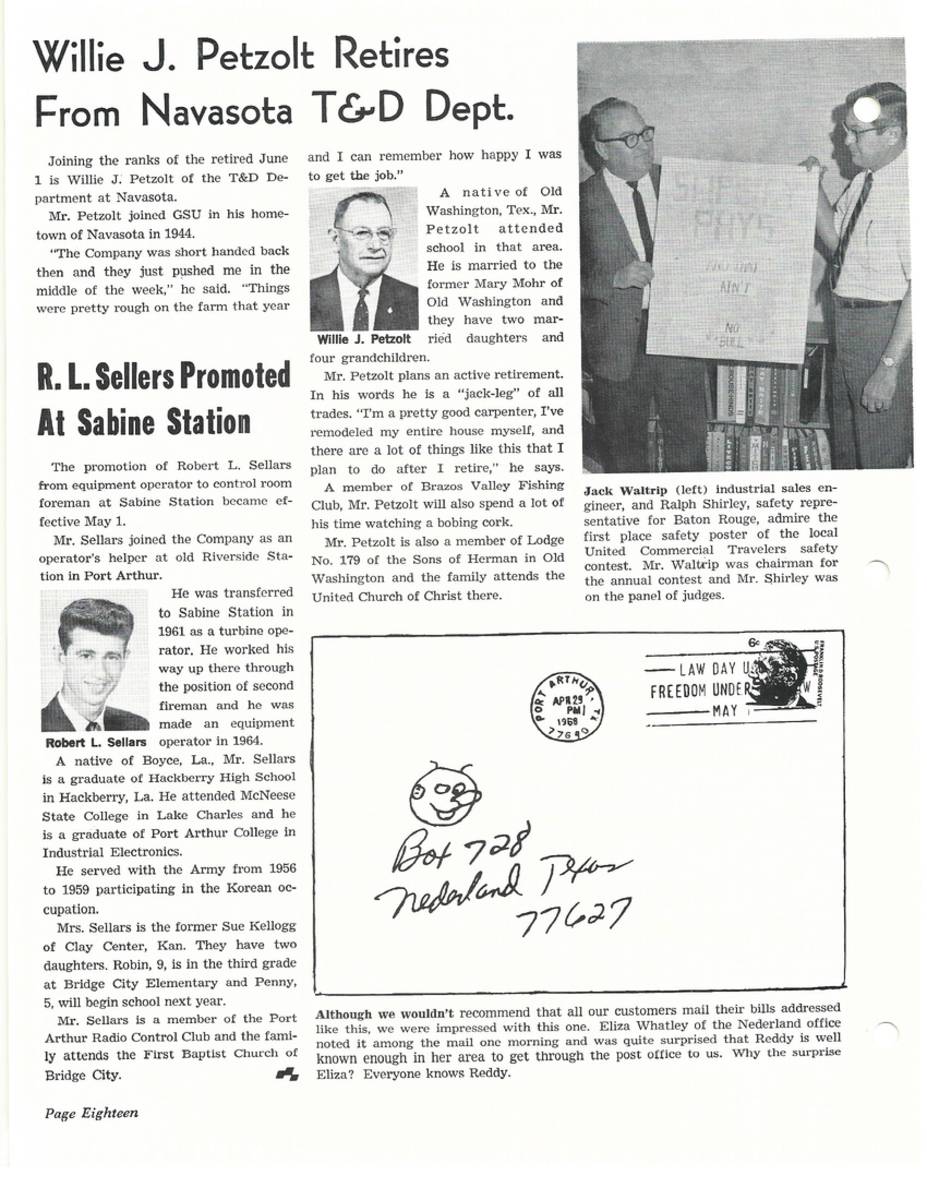 Willie J. Petzolt Retires
From Navasota T&D Dept.
Joining the ranks of the retired June
1 is Willie J. Petzolt of the T&D De-
partment at Navasota.
Mr. Petzolt joined GSU in his home-
town of Navasota in 1944.
"The Company was short handed back
then and they just pushed me in the
middle of the week," he said. "Things
were pretty rough on the farm that year
and I can remember how happy I was
to get the job."
A native of Old
Washington, Tex., Mr.
Petzolt attended
school in that area.
He is married to the
former Mary Mohr of
Old Washington and
they have two mar-
Willie J. Petzolt
ried daughters and
four grandchildren.
Mr. Petzolt plans an active retirement.
In his words he is a "jack-leg" of all
trades. "I'm a pretty good carpenter, I've
remodeled my entire house myself, and
there are a lot of things like this that I
plan to do after I retire," he says.
A member of Brazos Valley Fishing
Club, Mr. Petzolt will also spend a lot of
his time watching a bobing cork.
Mr. Petzolt is also a member of Lodge
No. 179 of the Sons of Herman in Old
Washington and the family attends the
United Church of Christ there.
R. L. Sellers Promoted
At Sabine Station
The promotion of Robert L. Sellars
from equipment operator to control room
foreman at Sabine Station became ef-
fective May 1.
Mr. Sellars joined the Company as an
operator's helper at old Riverside Sta-
tion in Port Arthur.
He was transferred
to Sabine Station in
1961 as a turbine ope-
rator. He worked his
way up there through
the position of second
fireman and he was
made an equipment
Robert L. Sellars
operator in 1964.
A native of Boyce, La., Mr. Sellars
is a graduate of Hackberry High School
in Hackberry, La. He attended McNeese
State College in Lake Charles and he
is a graduate of Port Arthur College in
Industrial Electronics.
He served with the Army from 1956
to 1959 participating in the Korean oc-
cupation.
Mrs. Sellars is the former Sue Kellogg
of Clay Center, Kan. They have two
daughters. Robin, 9, is in the third grade
at Bridge City Elementary and Penny,
5, will begin school next year.
Mr. Sellars is a member of the Port
Arthur Radio Control Club and the fami-
ly attends the First Baptist Church of
Bridge City.
NO
"BULL"
Jack Waltrip (left) industrial sales en-
gineer, and Ralph Shirley, safety repre-
sentative for Baton Rouge, admire the
first place safety poster of the local
United Commercial Travelers safety
contest. Mr. Waltrip was chairman for
the annual contest and Mr. Shirley was
on the panel of judges.
PORT ARTHUR, TX
APR 29
PM
1968
77640
LAW DAY U
FREEDOM UNDER W
MAY
6c
FRANKLIN D. ROOSEVELT
U.S. POSTAGE
Box 728
Nederland Texas
77627
Although we wouldn't recommend that all our customers mail their bills addressed
like this, we were impressed with this one. Eliza Whatley of the Nederland office
noted it among the mail one morning and was quite surprised that Reddy is well
known enough in her area to get through the post office to us. Why the surprise
Eliza? Everyone knows Reddy.
Page Eighteen